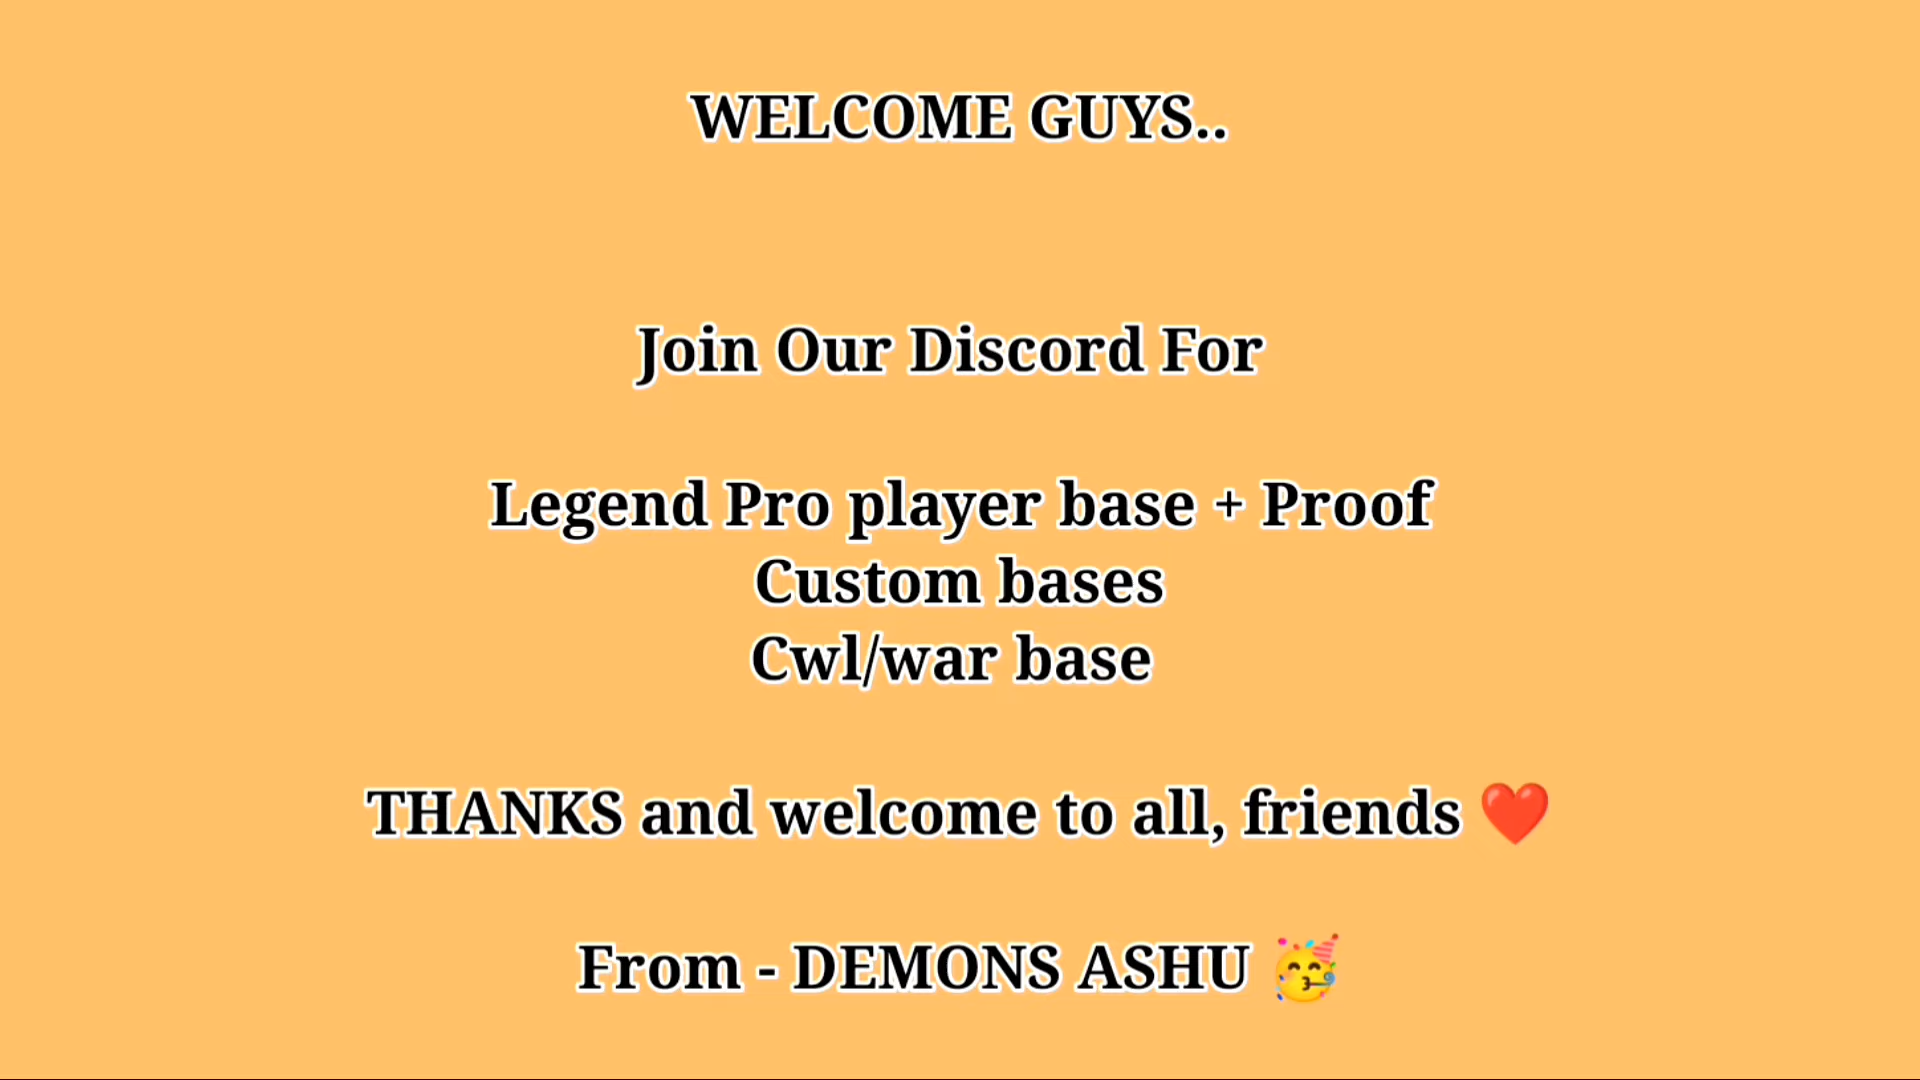 WELCOME GUYS..
Join Our Discord For
Legend Pro player base + Proof
Custom bases
Cwl/war base
THANKS and welcome to all, friends ❤️
From - DEMONS ASHU 🥳